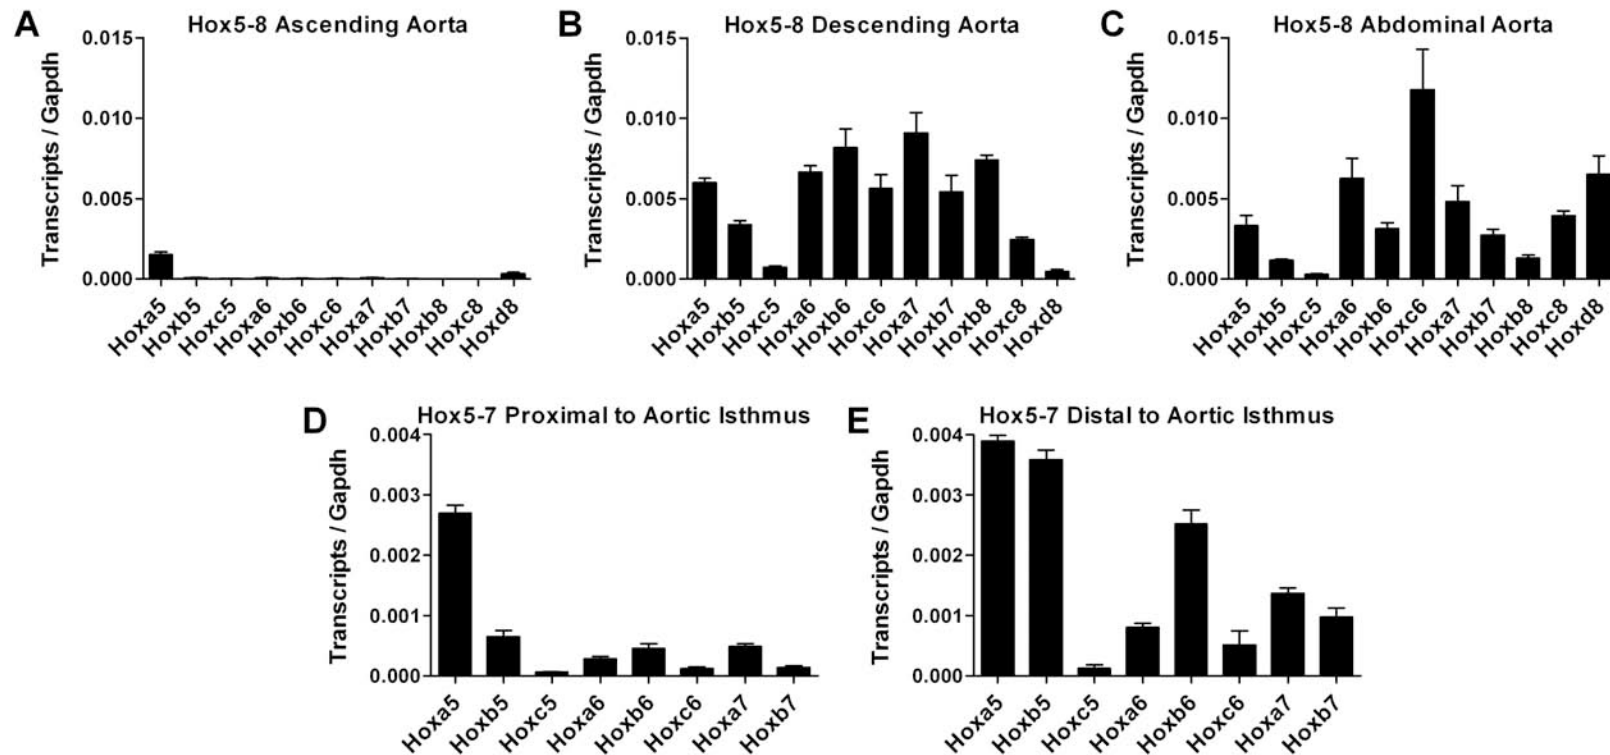 A
Hox5-8 Ascending Aorta
Transcripts / Gapdh
0.015
0.010
0.005
0.000
Hoxa5
Hoxb5
Hoxc5
Hoxa6
Hoxb6
Hoxc6
Hoxa7
Hoxb7
Hoxb8
Hoxc8
Hoxd8
B
Hox5-8 Descending Aorta
Transcripts / Gapdh
0.015
0.010
0.005
0.000
Hoxa5
Hoxb5
Hoxc5
Hoxa6
Hoxb6
Hoxc6
Hoxa7
Hoxb7
Hoxb8
Hoxc8
Hoxd8
C
Hox5-8 Abdominal Aorta
Transcripts / Gapdh
0.015
0.010
0.005
0.000
Hoxa5
Hoxb5
Hoxc5
Hoxa6
Hoxb6
Hoxc6
Hoxa7
Hoxb7
Hoxb8
Hoxc8
Hoxd8
D
Hox5-7 Proximal to Aortic Isthmus
Transcripts / Gapdh
0.004
0.003
0.002
0.001
0.000
Hoxa5
Hoxb5
Hoxc5
Hoxa6
Hoxb6
Hoxc6
Hoxa7
Hoxb7
E
Hox5-7 Distal to Aortic Isthmus
Transcripts / Gapdh
0.004
0.003
0.002
0.001
0.000
Hoxa5
Hoxb5
Hoxc5
Hoxa6
Hoxb6
Hoxc6
Hoxa7
Hoxb7